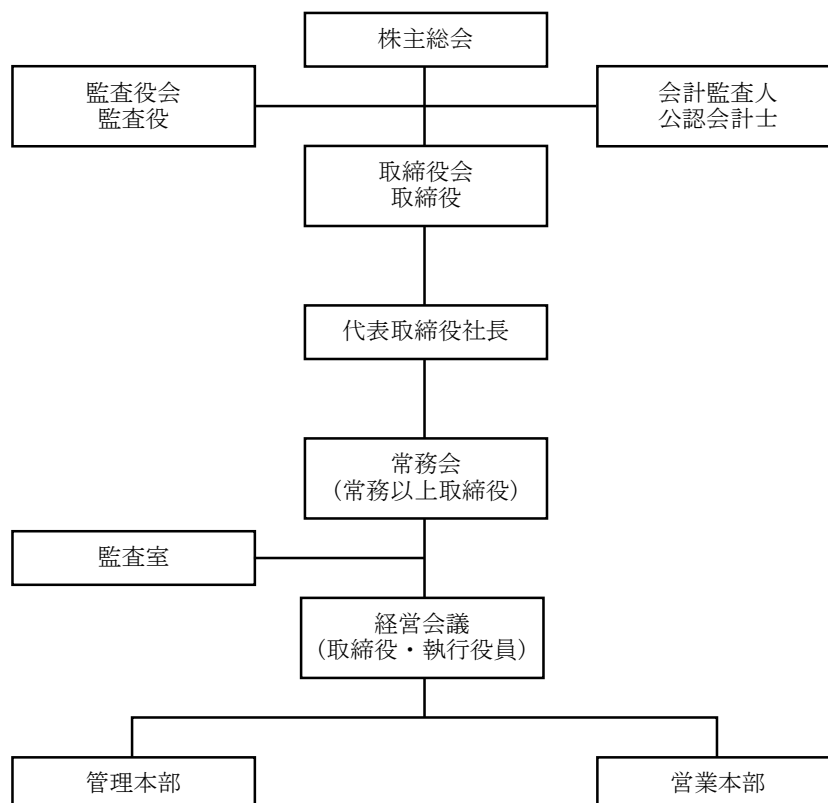 株主総会
監査役会
監査役
会計監査人
公認会計士
取締役会
取締役
代表取締役社長
常務会
（常務以上取締役）
監査室
経営会議
（取締役・執行役員）
管理本部
営業本部